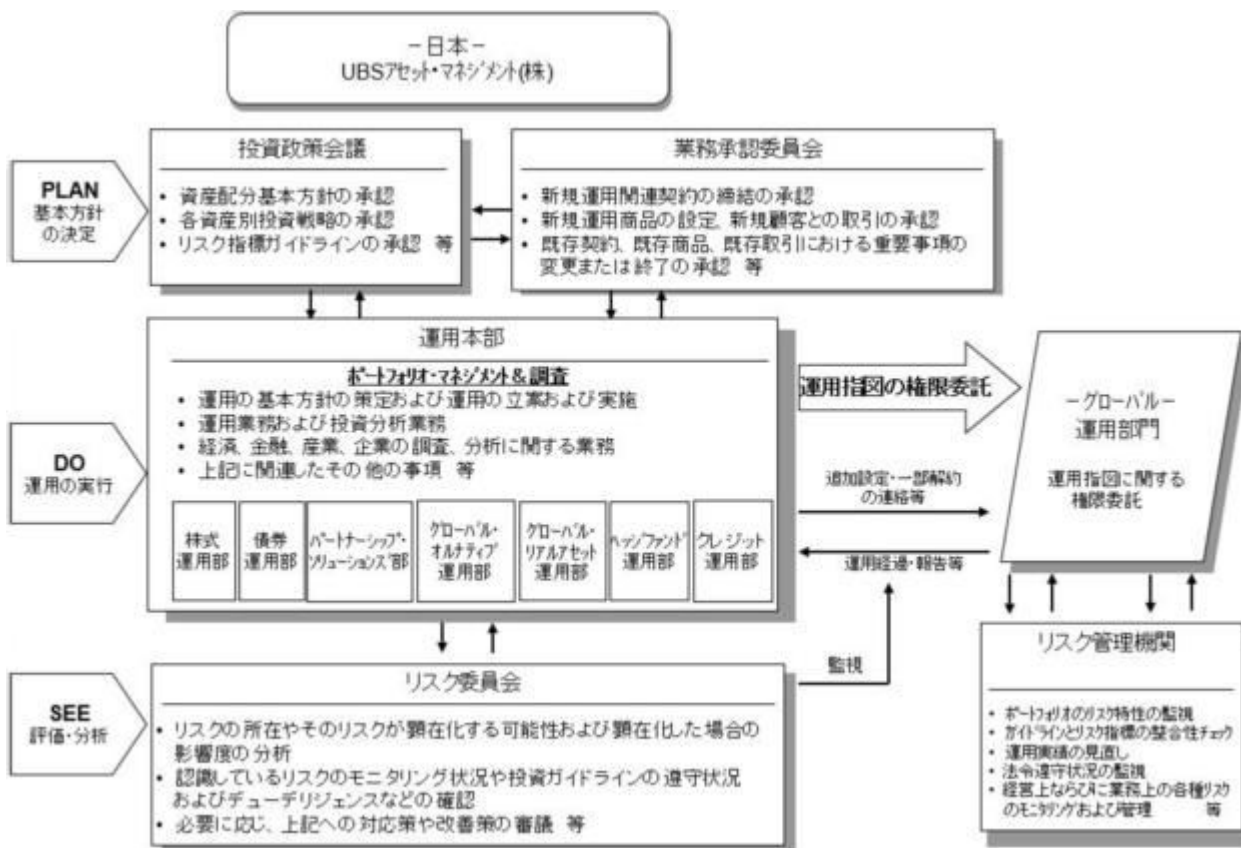 －日本－
UBSアセット・マネジメント(株)
PLAN
基本方針
の決定
投資政策会議
• 資産配分基本方針の承認
• 各資産別投資戦略の承認
• リスク指標ガイドラインの承認 等
業務承認委員会
• 新規運用関連契約の締結の承認
• 新規運用商品の設定、新規顧客との取引の承認
• 既存契約、既存商品、既存取引における重要事項の
変更または終了の承認 等
DO
運用の実行
運用本部
ポートフォリオ・マネジメント&調査
• 運用の基本方針の策定および運用の立案および実施
• 運用業務および投資分析業務
• 経済、金融、産業、企業の調査、分析に関する業務
• 上記に関連したその他の事項 等
株式
運用部
債券
運用部
パートナーシップ・
ソリューションズ部
グローバル・
オルナティブ
運用部
グローバル・
リアルアセット
運用部
ヘッジファンド
運用部
クレジット
運用部
運用指図の権限委託
追加設定・一部解約
の連絡等
運用経過・報告等
－グローバル－
運用部門
運用指図に関する
権限委託
SEE
評価・分析
リスク委員会
• リスクの所在やそのリスクが顕在化する可能性および顕在化した場合の
影響度の分析
• 認識しているリスクのモニタリング状況や投資ガイドラインの遵守状況
およびデューデリジェンスなどの確認
• 必要に応じ、上記への対応策や改善策の審議 等
監視
リスク管理機関
• ポートフォリオのリスク特性の監視
• ガイドラインとリスク指標の整合性チェック
• 運用実績の見直し
• 法令遵守状況の監視
• 経営上ならびに業務上の各種リスク
のモニタリングおよび管理 等